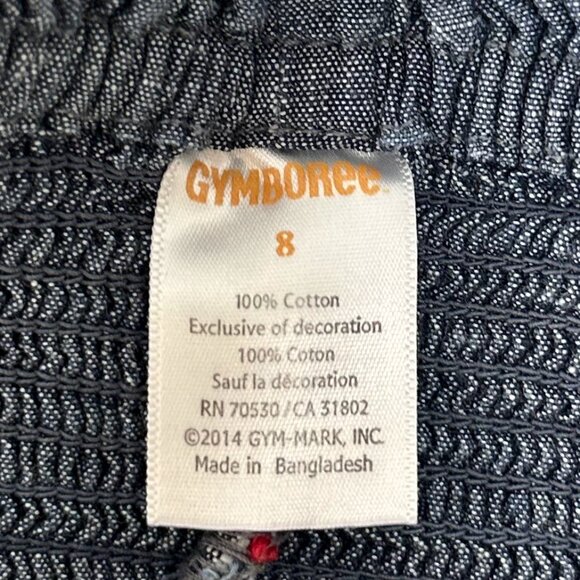 GYMBOREE
8
100% Cotton
Exclusive of decoration
100% Coton
Sauf la décoration
RN 70530/CA 31802
©2014 GYM-MARK, INC.
Made in Bangladesh